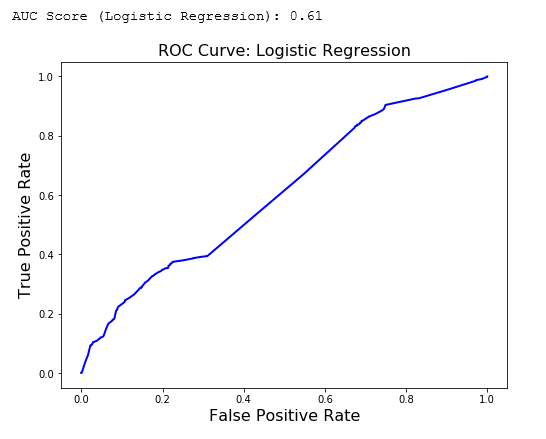 AUC Score (Logistic Regression): 0.61
ROC Curve: Logistic Regression
1.0
0.8
0.6
0.4
0.2
0.0
True Positive Rate
0.0 0.2 0.4 0.6 0.8 1.0
False Positive Rate